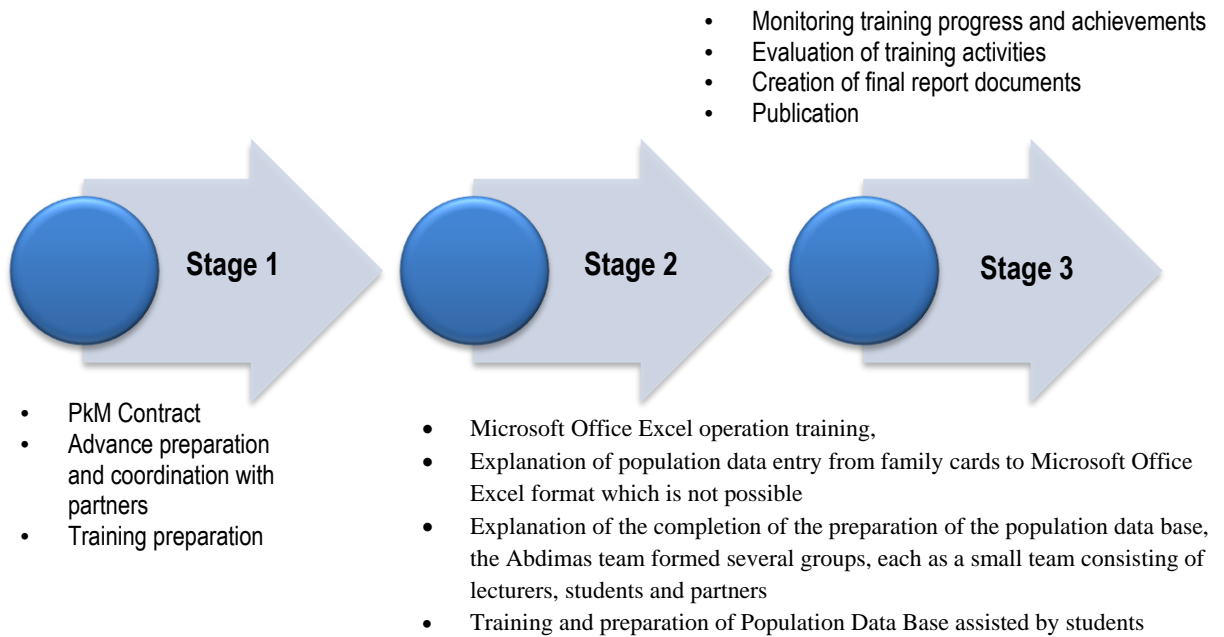 • Monitoring training progress and achievements
• Evaluation of training activities
• Creation of final report documents
• Publication
Stage 1
Stage 2
Stage 3
• PkM Contract
• Advance preparation
and coordination with
partners
• Training preparation
• Microsoft Office Excel operation training,
• Explanation of population data entry from family cards to Microsoft Office
Excel format which is not possible
• Explanation of the completion of the preparation of the population data base,
the Abdimas team formed several groups, each as a small team consisting of
lecturers, students and partners
• Training and preparation of Population Data Base assisted by students